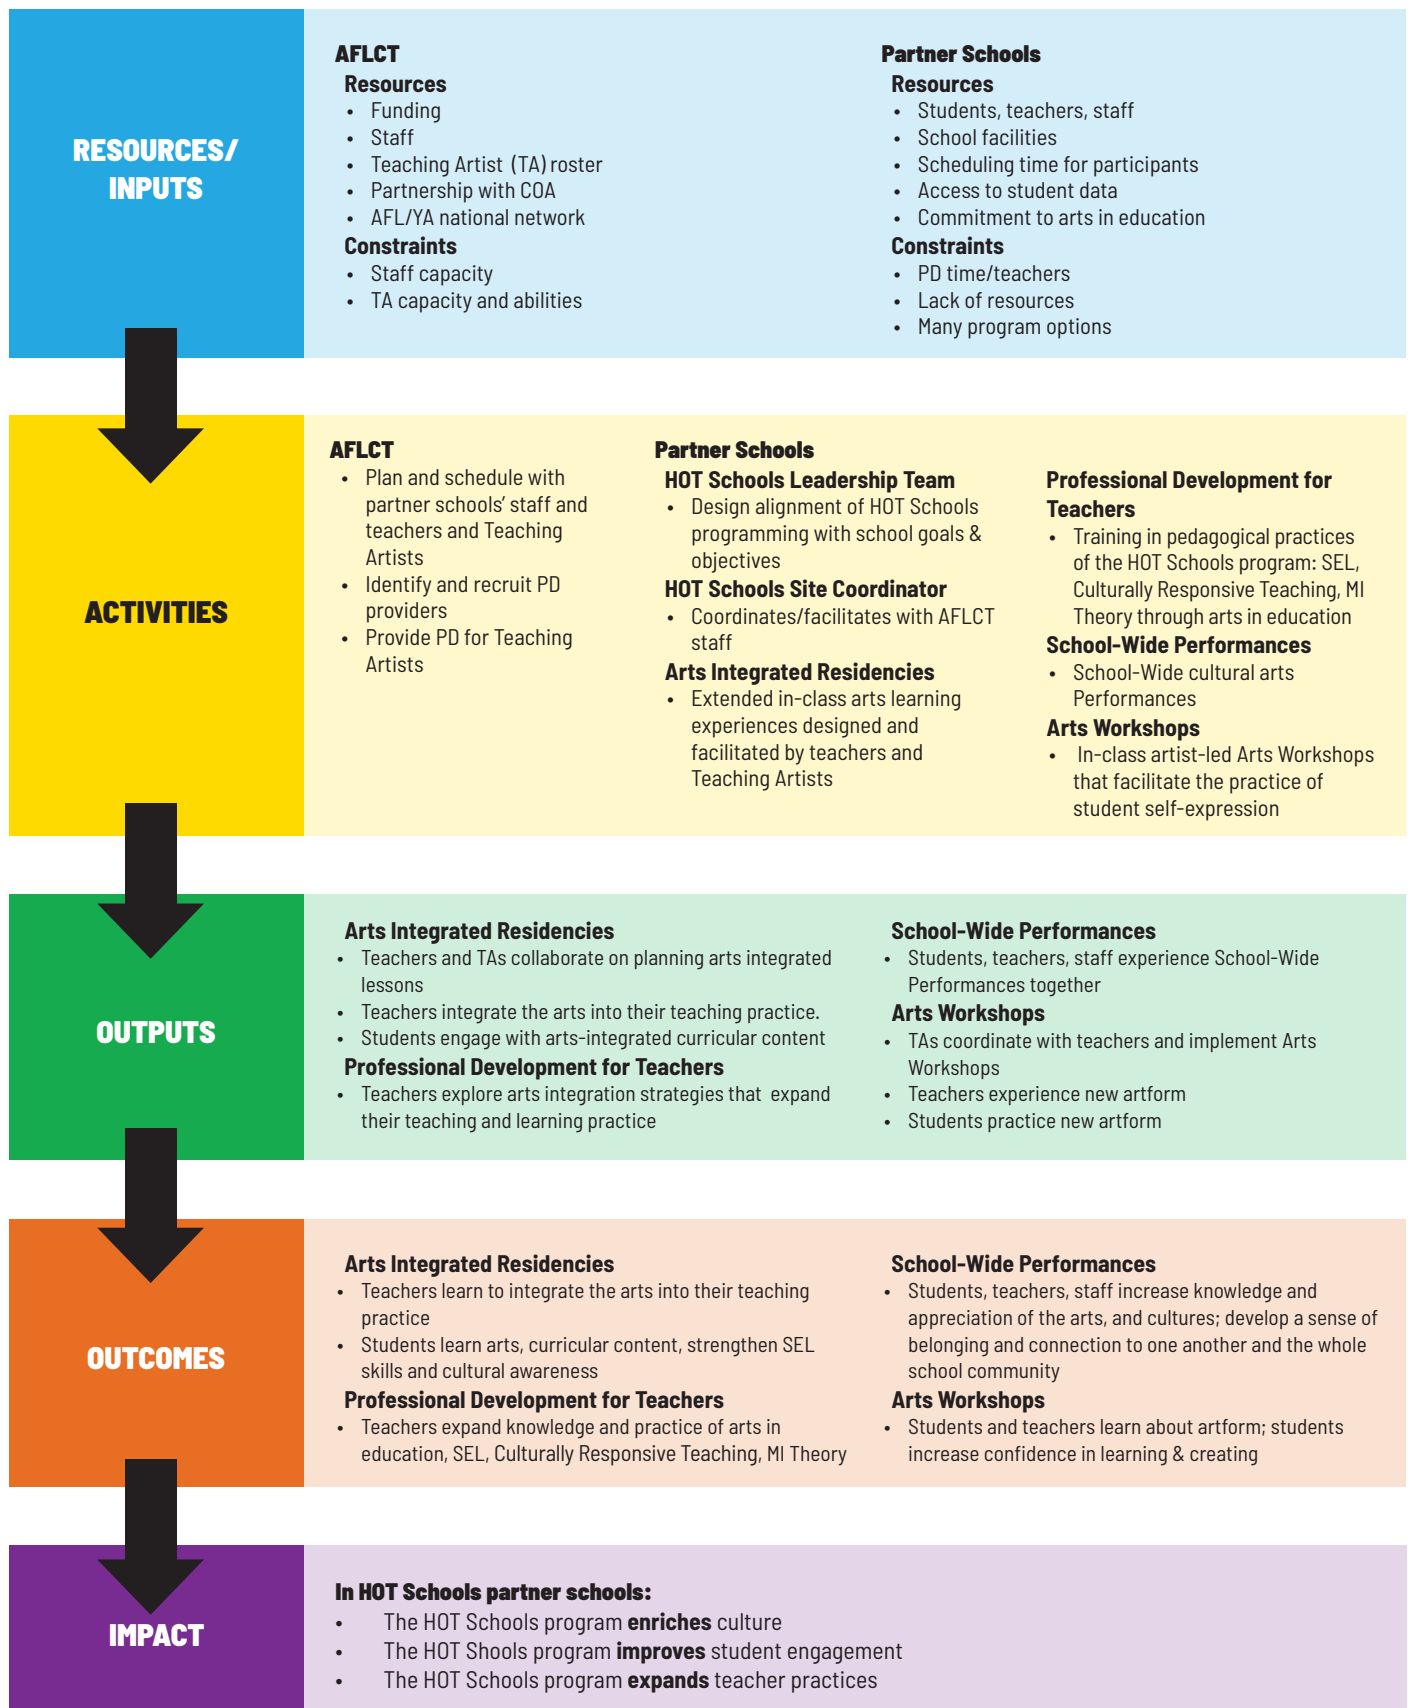 RESOURCES/
INPUTS
AFLCT
Resources
• Funding
• Staff
• Teaching Artist (TA) roster
• Partnership with COA
• AFL/YA national network
Constraints
• Staff capacity
• TA capacity and abilities
Partner Schools
Resources
• Students, teachers, staff
• School facilities
• Scheduling time for participants
• Access to student data
• Commitment to arts in education
Constraints
• PD time/teachers
• Lack of resources
• Many program options
ACTIVITIES
AFLCT
• Plan and schedule with
partner schools' staff and
teachers and Teaching
Artists
• Identify and recruit PD
providers
• Provide PD for Teaching
Artists
Partner Schools
HOT Schools Leadership Team
• Design alignment of HOT Schools
programming with school goals &
objectives
HOT Schools Site Coordinator
• Coordinates/facilitates with AFLCT
staff
Arts Integrated Residencies
• Extended in-class arts learning
experiences designed and
facilitated by teachers and
Teaching Artists
Professional Development for
Teachers
• Training in pedagogical practices
of the HOT Schools program: SEL,
Culturally Responsive Teaching, MI
Theory through arts in education
School-Wide Performances
• School-Wide cultural arts
Performances
Arts Workshops
• In-class artist-led Arts Workshops
that facilitate the practice of
student self-expression
OUTPUTS
Arts Integrated Residencies
• Teachers and TAs collaborate on planning arts integrated
lessons
• Teachers integrate the arts into their teaching practice.
• Students engage with arts-integrated curricular content
Professional Development for Teachers
• Teachers explore arts integration strategies that expand
their teaching and learning practice
School-Wide Performances
• Students, teachers, staff experience School-Wide
Performances together
Arts Workshops
• TAs coordinate with teachers and implement Arts
Workshops
• Teachers experience new artform
• Students practice new artform
OUTCOMES
Arts Integrated Residencies
• Teachers learn to integrate the arts into their teaching
practice
• Students learn arts, curricular content, strengthen SEL
skills and cultural awareness
Professional Development for Teachers
• Teachers expand knowledge and practice of arts in
education, SEL, Culturally Responsive Teaching, MI Theory
School-Wide Performances
• Students, teachers, staff increase knowledge and
appreciation of the arts, and cultures; develop a sense of
belonging and connection to one another and the whole
school community
Arts Workshops
• Students and teachers learn about artform; students
increase confidence in learning & creating
IMPACT
In HOT Schools partner schools:
• The HOT Schools program enriches culture
• The HOT Shools program improves student engagement
• The HOT Schools program expands teacher practices